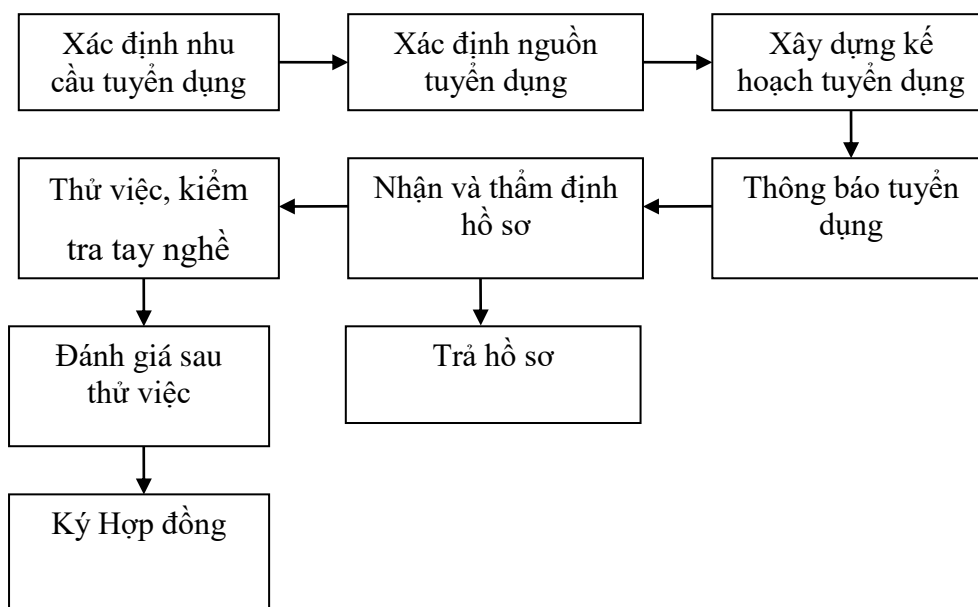 Xác định nhu
cầu tuyển dụng
Xác định nguồn
tuyển dụng
Xây dựng kế
hoạch tuyển dụng
Thông báo tuyển
dụng
Nhận và thẩm định
hồ sơ
Thử việc, kiểm
tra tay nghề
Trả hồ sơ
Đánh giá sau
thử việc
Ký Hợp đồng